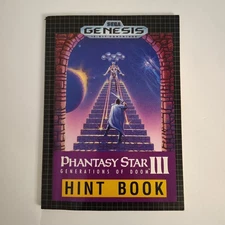 SEGA
GENESIS
PHANTASY STAR III
GENERATIONS OF DOOM
HINT BOOK